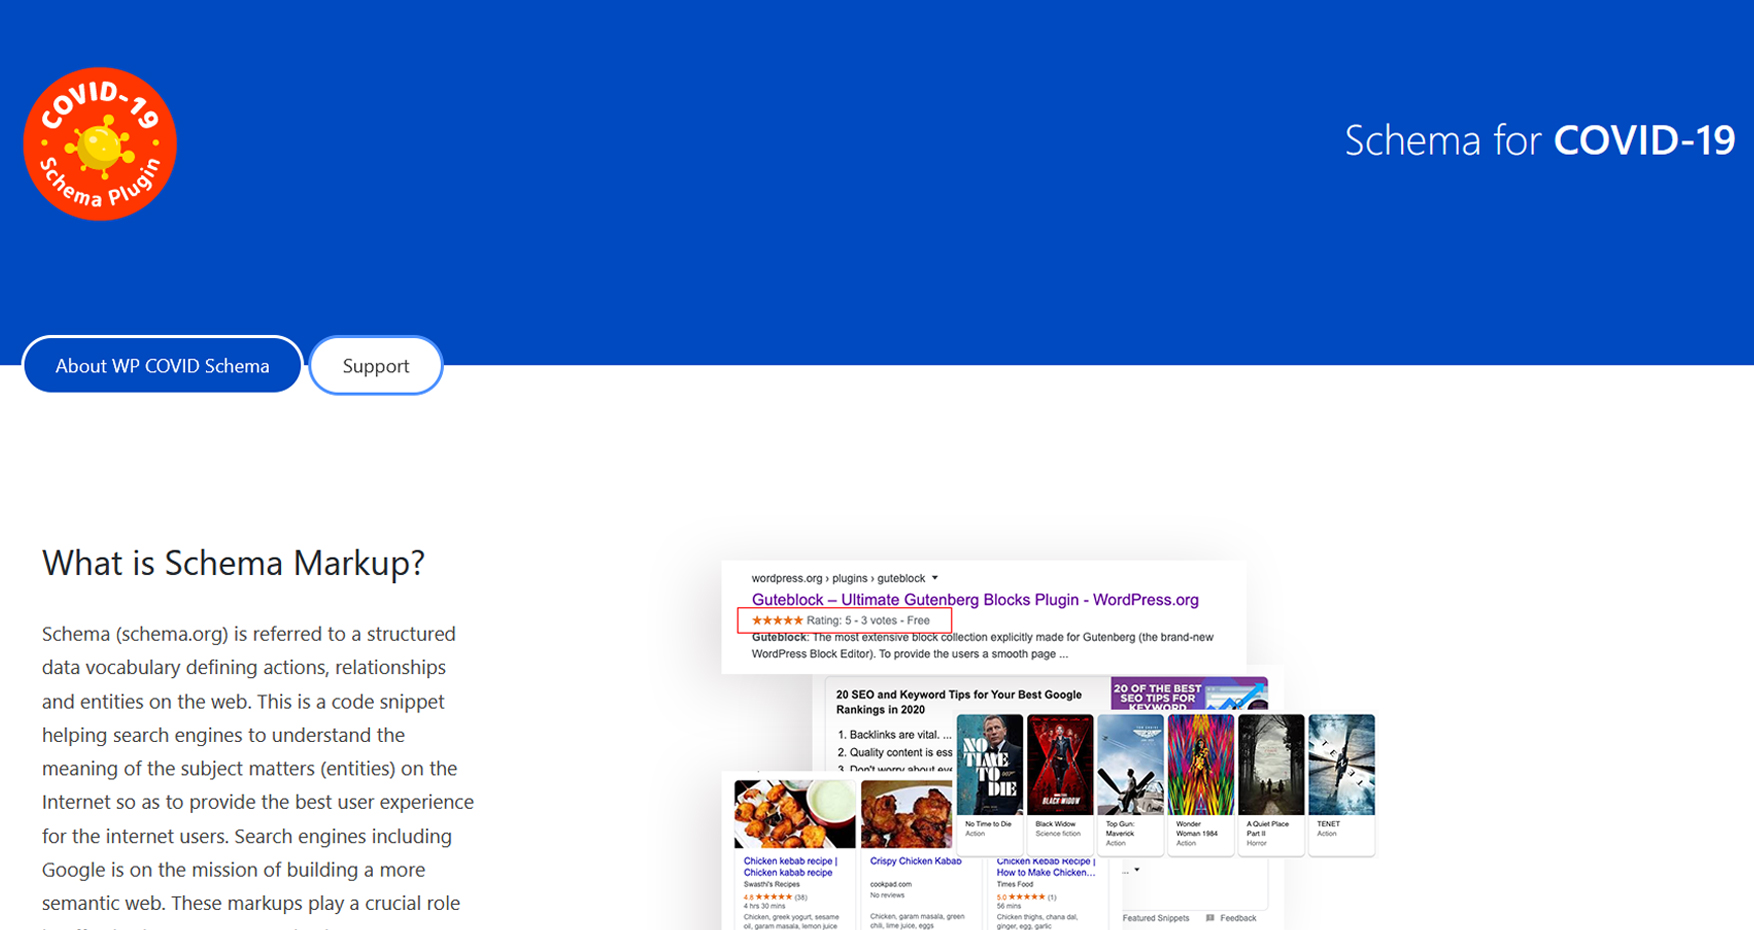 COVID-19
Schema Plugin
Schema for COVID-19
About WP COVID Schema
Support
What is Schema Markup?
Schema (schema.org) is referred to a structured
data vocabulary defining actions, relationships
and entities on the web. This is a code snippet
helping search engines to understand the
meaning of the subject matters (entities) on the
Internet so as to provide the best user experience
for the internet users. Search engines including
Google is on the mission of building a more
semantic web. These markups play a crucial role
wordpress.org › plugins › guteblock
Guteblock – Ultimate Gutenberg Blocks Plugin - WordPress.org
★★★★★ Rating: 5 - 3 votes - Free
Guteblock: The most extensive block collection explicitly made for Gutenberg (the brand-new
WordPress Block Editor). To provide the users a smooth page ...
20 SEO and Keyword Tips for Your Best Google
Rankings in 2020
1. Backlinks are vital. ...
2. Quality content is ess
3. Don't worry about eve
20 OF THE BEST
SEO TIPS FOR
KEYWORD
NO
TIME
TO
DIE
BLACK WIDOW
TENET
No Time to Die
Action
Black Widow
Science fiction
Top Gun:
Maverick
Action
Wonder
Woman 1984
Action
A Quiet Place
Part II
Horror
TENET
Action
Chicken kebab recipe |
Chicken kebab recipe
Swasthi's Recipes
4.8 ★★★★★ (38)
4 hrs 30 mins
Chicken, greek yogurt, sesame
oil, garam masala, lemon juice
Crispy Chicken Kabab
cookpad.com
No reviews
Chicken, garam masala, green
chili, lime juice, eggs
Chicken Kebab Recipe |
How to Make Chicken...
Times Food
5.0 ★★★★★ (1)
56 mins
Chicken thighs, chana dal,
ginger, egg, garlic
...
Featured Snippets
Feedback